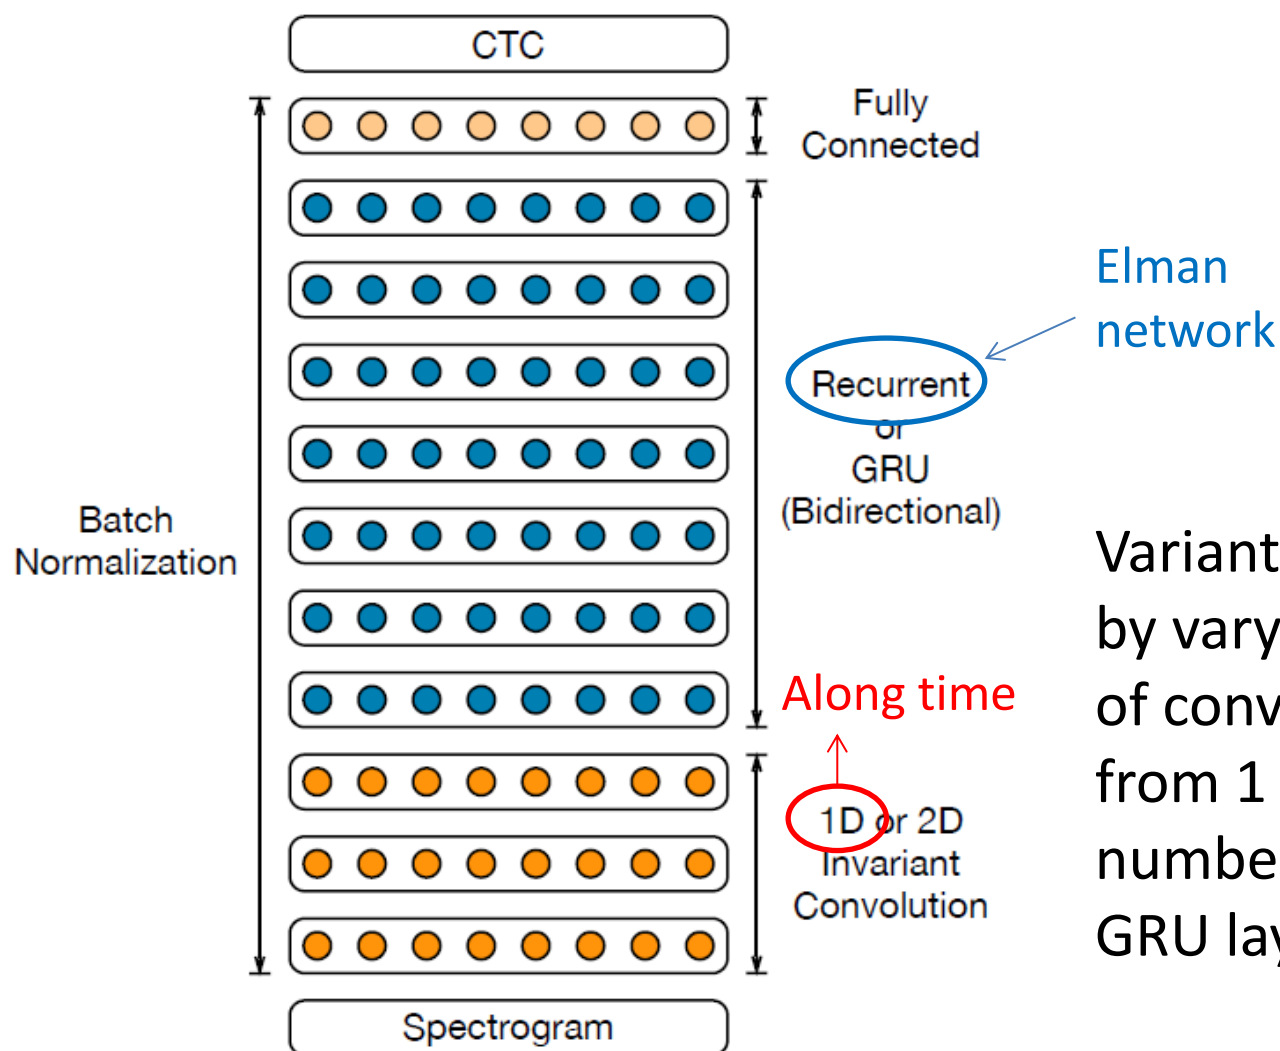 CTC
Fully
Connected
Elman
network
Recurrent
or
GRU
(Bidirectional)
Batch
Normalization
Variant
by vary
of conv
from 1
numbe
GRU lay
Along time
1D or 2D
Invariant
Convolution
Spectrogram